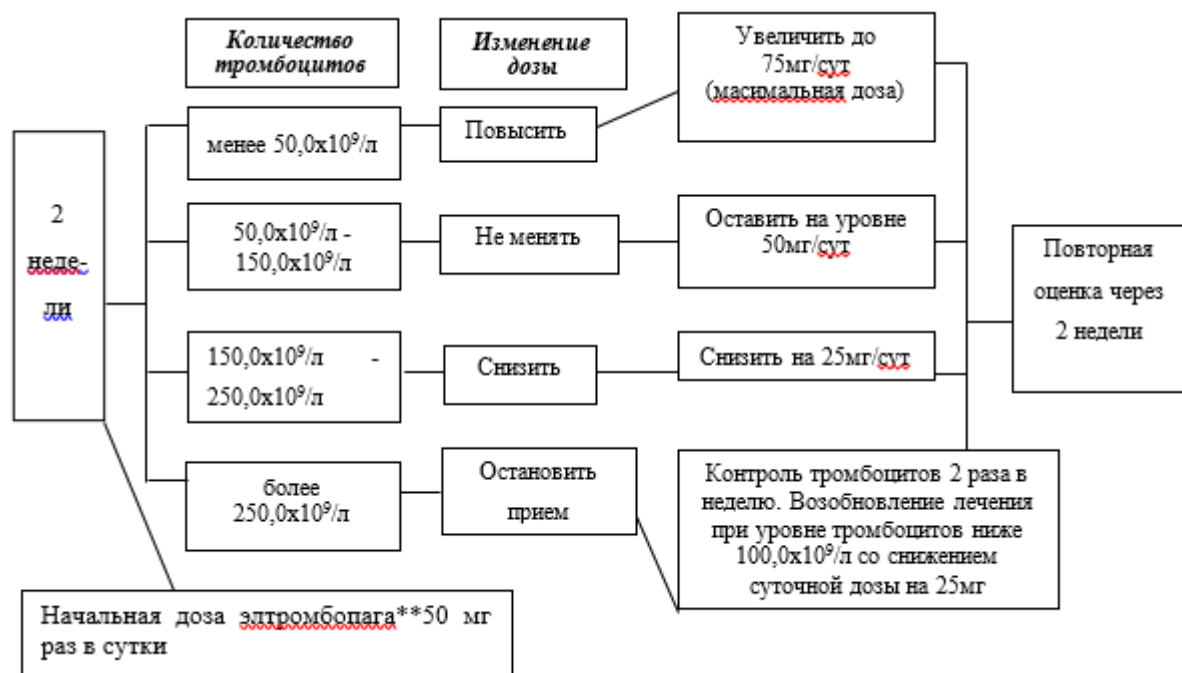 Количество
тромбоцитов
Изменение
дозы
Увеличить до
75мг/сут
(масимальная доза)
менее 50,0х10⁹/л
Повысить
2
неде-
ли
50,0х10⁹/л -
150,0х10⁹/л
Не менять
Оставить на уровне
50мг/сут
Повторная
оценка через
2 недели
150,0х10⁹/л -
250,0х10⁹/л
Снизить
Снизить на 25мг/сут
более
250,0х10⁹/л
Остановить
прием
Контроль тромбоцитов 2 раза в
неделю. Возобновление лечения
при уровне тромбоцитов ниже
100,0х10⁹/л со снижением
суточной дозы на 25мг
Начальная доза элтромбопага**50 мг
раз в сутки